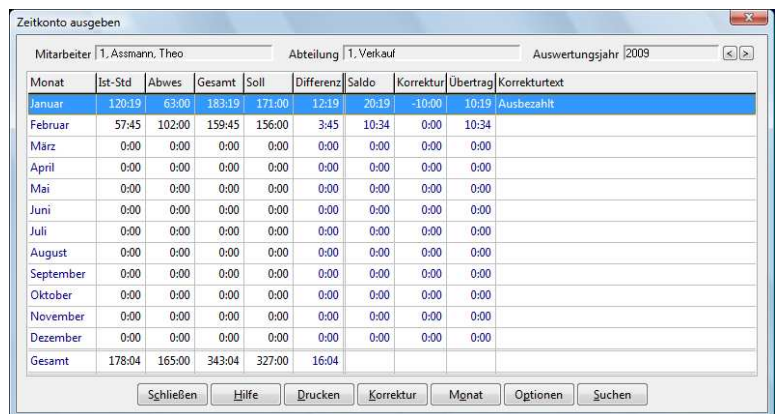 Zeitkonto ausgeben
Mitarbeiter 1, Assmann, Theo Abteilung 1, Verkauf Auswertungsjahr 2009 < >
Monat Ist-Std Abwes Gesamt Soll Differenz Saldo Korrektur Übertrag Korrekturtext
Januar 120:19 63:00 183:19 171:00 12:19 20:19 -10:00 10:19 Ausbezahlt
Februar 57:45 102:00 159:45 156:00 3:45 10:34 0:00 10:34
März 0:00 0:00 0:00 0:00 0:00 0:00 0:00 0:00
April 0:00 0:00 0:00 0:00 0:00 0:00 0:00 0:00
Mai 0:00 0:00 0:00 0:00 0:00 0:00 0:00 0:00
Juni 0:00 0:00 0:00 0:00 0:00 0:00 0:00 0:00
Juli 0:00 0:00 0:00 0:00 0:00 0:00 0:00 0:00
August 0:00 0:00 0:00 0:00 0:00 0:00 0:00 0:00
September 0:00 0:00 0:00 0:00 0:00 0:00 0:00 0:00
Oktober 0:00 0:00 0:00 0:00 0:00 0:00 0:00 0:00
November 0:00 0:00 0:00 0:00 0:00 0:00 0:00 0:00
Dezember 0:00 0:00 0:00 0:00 0:00 0:00 0:00 0:00
Gesamt 178:04 165:00 343:04 327:00 16:04
Schließen Hilfe Drucken Korrektur Monat Optionen Suchen